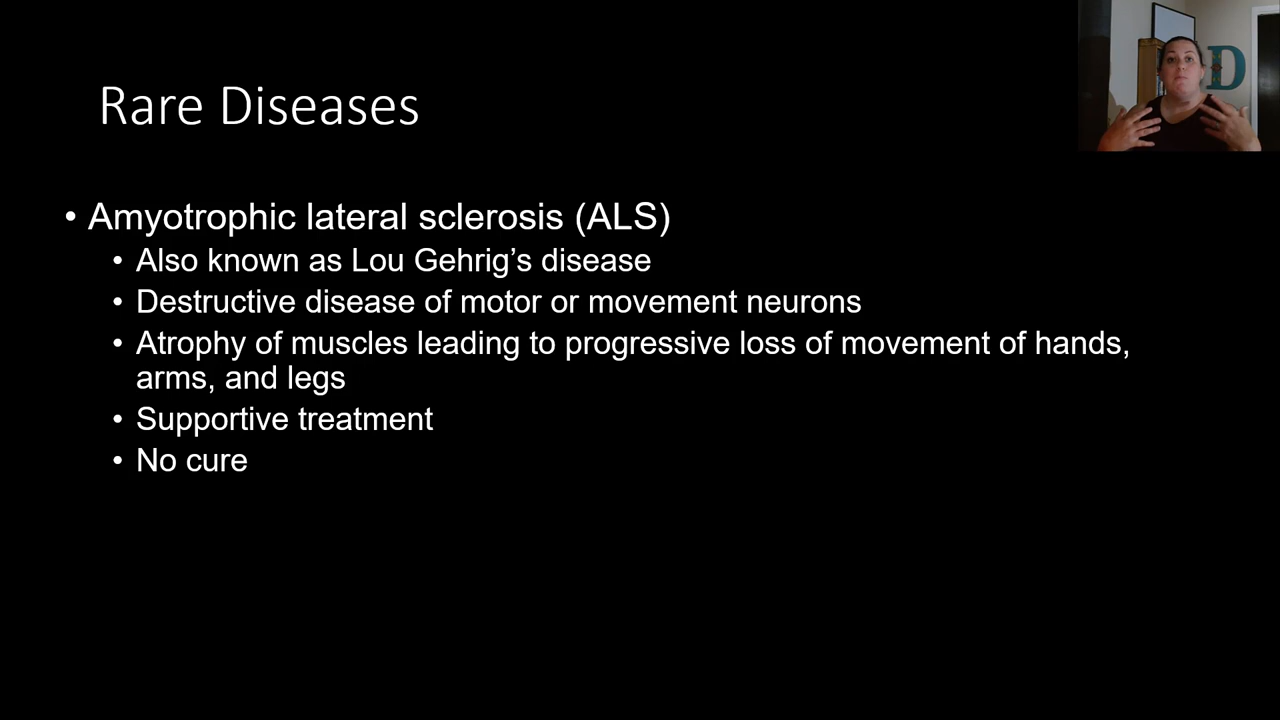 Rare Diseases
D
• Amyotrophic lateral sclerosis (ALS)
• Also known as Lou Gehrig’s disease
• Destructive disease of motor or movement neurons
• Atrophy of muscles leading to progressive loss of movement of hands,
arms, and legs
• Supportive treatment
• No cure